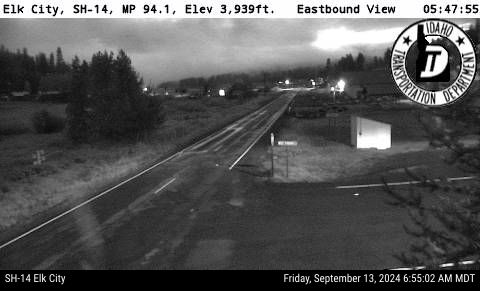 Elk City, SH-14, MP 94.1, Elev 3,939ft. Eastbound View 05:47:55
IDAHO
TRANSPORTATION DEPARTMENT
SH-14 Elk City Friday, September 13, 2024 6:55:02 AM MDT